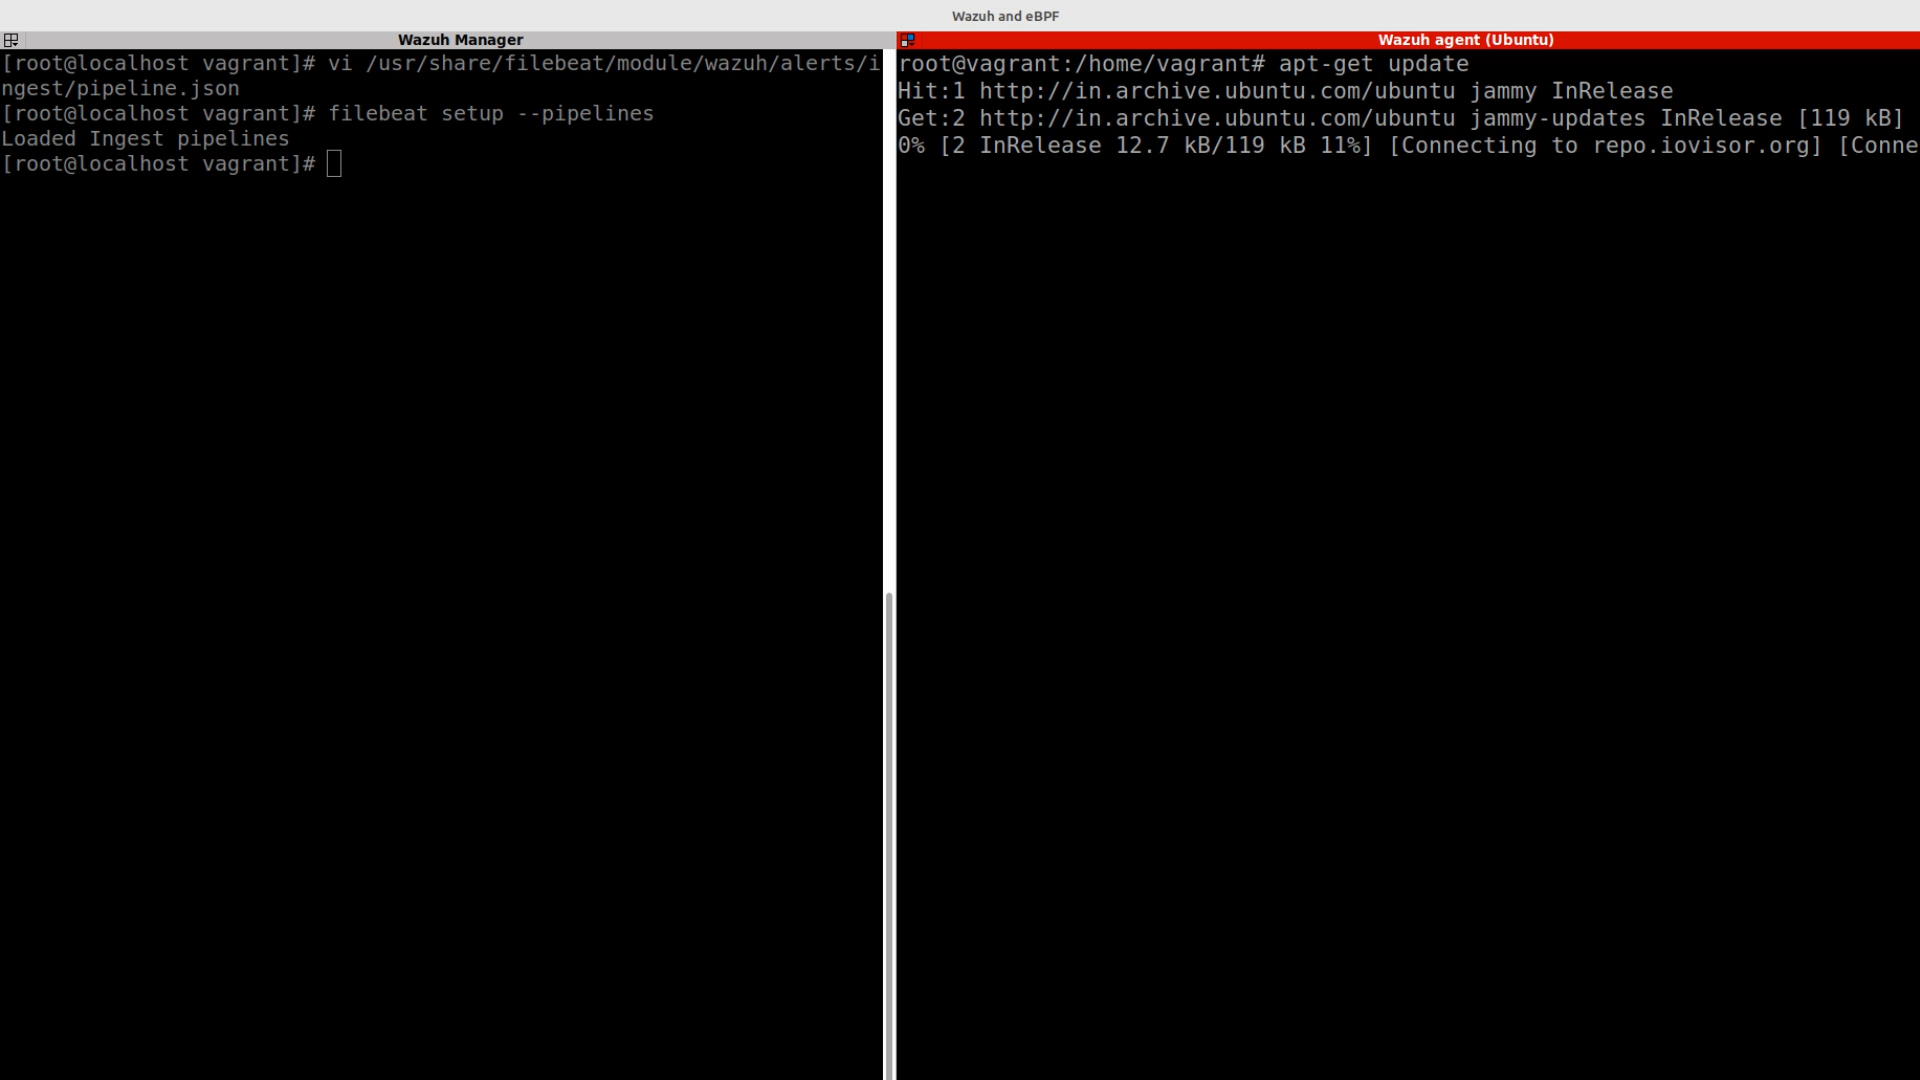 Wazuh and eBPF
Wazuh Manager
[root@localhost vagrant]# vi /usr/share/filebeat/module/wazuh/alerts/i
ngest/pipeline.json
[root@localhost vagrant]# filebeat setup --pipelines
Loaded Ingest pipelines
[root@localhost vagrant]#
Wazuh agent (Ubuntu)
root@vagrant:/home/vagrant# apt-get update
Hit:1 http://in.archive.ubuntu.com/ubuntu jammy InRelease
Get:2 http://in.archive.ubuntu.com/ubuntu jammy-updates InRelease [119 kB]
0% [2 InRelease 12.7 kB/119 kB 11%] [Connecting to repo.iovisor.org] [Conne